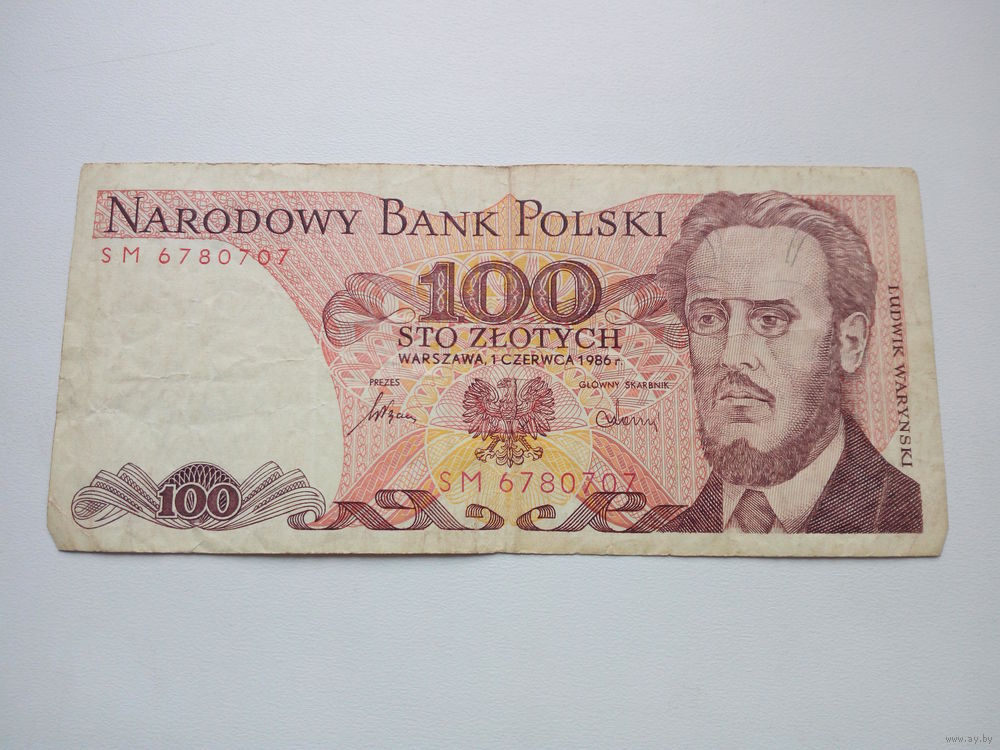 NARODOWY BANK POLSKI
SM 6780707
100
STO ZŁOTYCH
WARSZAWA, 1 CZERWCA 1986 r.
PREZES
GŁÓWNY SKARBNIK
SM 6780707
100
LUDWIK WARYŃSKI
www.ay.by